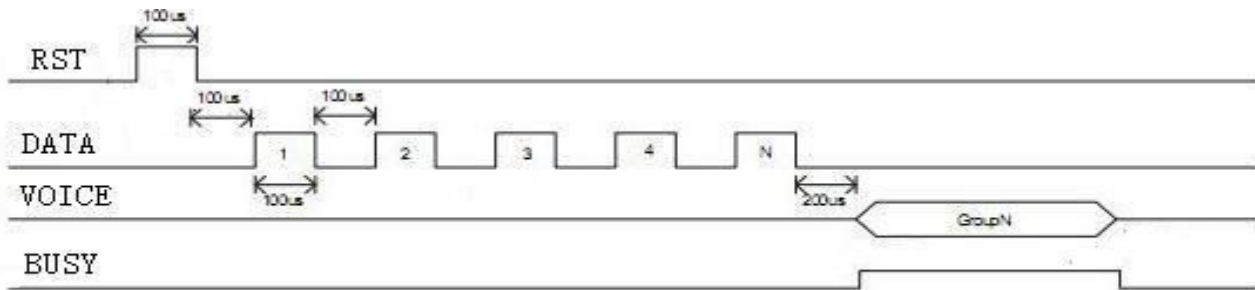 100us
RST
100us 100us
DATA 1 2 3 4 N
100us 200us
VOICE GroupN
BUSY